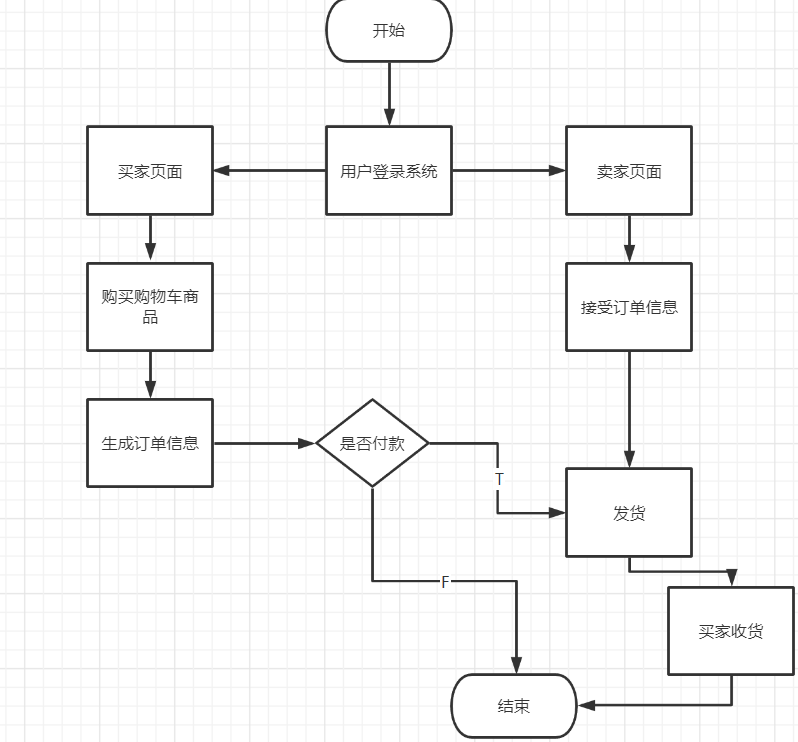 开始
买家页面
用户登录系统
卖家页面
购买购物车商
品
接受订单信息
生成订单信息
是否付款
T
发货
F
买家收货
结束